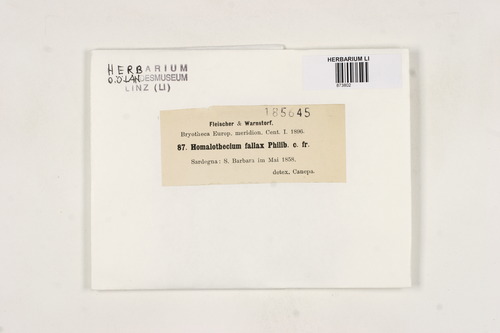 HERBARIUM
O.Ö. LANDESMUSEUM
LINZ (LI)
HERBARIUM LI
873802
185645
Fleischer & Warnstorf.
Bryotheca Europ. meridion. Cent. I. 1896.
87. Homalothecium fallax Philib. c. fr.
Sardegna: S. Barbara im Mai 1858.
detex. Canepa.